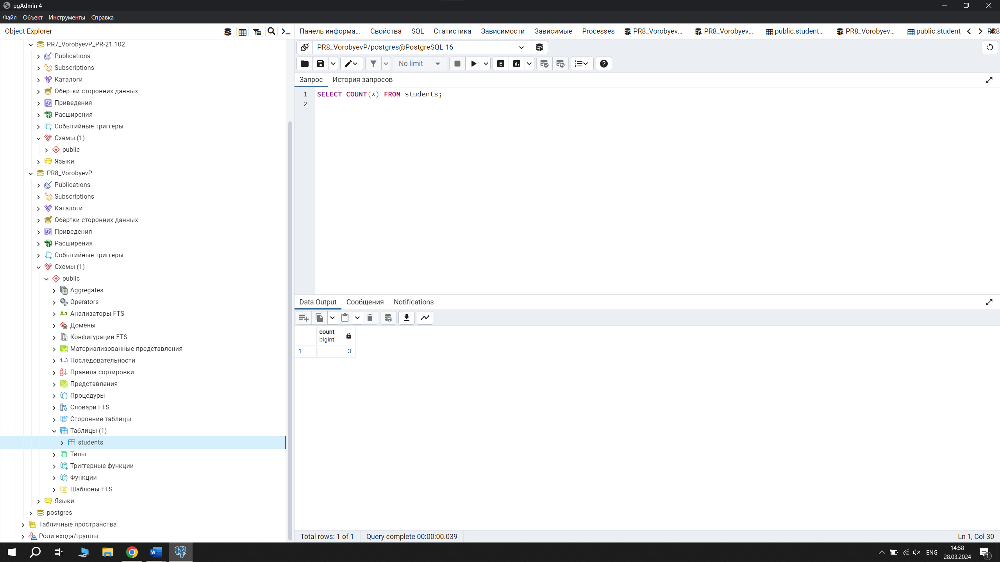 pgAdmin 4
Файл Объект Инструменты Справка
Object Explorer
PR7_VorobyevP_PR-21.102
Publications
Subscriptions
Каталоги
Обёртки сторонних данных
Приведения
Расширения
Событийные триггеры
Схемы (1)
public
Языки
PR8_VorobyevP
Publications
Subscriptions
Каталоги
Обёртки сторонних данных
Приведения
Расширения
Событийные триггеры
Схемы (1)
public
Aggregates
Operators
Анализаторы FTS
Домены
Конфигурации FTS
Материализованные представления
1..3 Последовательности
Правила сортировки
Представления
Процедуры
Словари FTS
Сторонние таблицы
Таблицы (1)
students
Типы
Триггерные функции
Функции
Шаблоны FTS
Языки
postgres
Табличные пространства
Роли входа/группы
Панель информа... Свойства SQL Статистика Зависимости Зависимые Processes PR8_Vorobyev... PR8_Vorobyev... public.student... PR8_Vorobyev... public.student
PR8_VorobyevP/postgres@PostgreSQL 16
No limit
Запрос История запросов
1 SELECT COUNT(*) FROM students;
2
Data Output Сообщения Notifications
count
bigint
1 3
Total rows: 1 of 1 Query complete 00:00:00.039 Ln 1, Col 30
ENG 14:58
28.03.2024
1